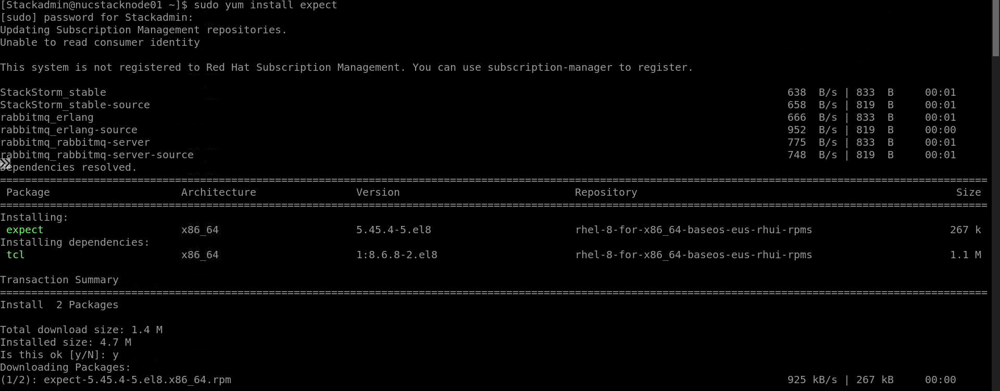 [Stackadmin@nucstacknode01 ~]$ sudo yum install expect
[sudo] password for Stackadmin:
Updating Subscription Management repositories.
Unable to read consumer identity
This system is not registered to Red Hat Subscription Management. You can use subscription-manager to register.
StackStorm_stable 638 B/s | 833 B 00:01
StackStorm_stable-source 658 B/s | 819 B 00:01
rabbitmq_erlang 666 B/s | 833 B 00:01
rabbitmq_erlang-source 952 B/s | 819 B 00:00
rabbitmq_rabbitmq-server 775 B/s | 833 B 00:01
rabbitmq_rabbitmq-server-source 748 B/s | 819 B 00:01
Dependencies resolved.
================================================================================
Package Architecture Version Repository Size
================================================================================
Installing:
expect x86_64 5.45.4-5.el8 rhel-8-for-x86_64-baseos-eus-rhui-rpms 267 k
Installing dependencies:
tcl x86_64 1:8.6.8-2.el8 rhel-8-for-x86_64-baseos-eus-rhui-rpms 1.1 M
Transaction Summary
================================================================================
Install 2 Packages
Total download size: 1.4 M
Installed size: 4.7 M
Is this ok [y/N]: y
Downloading Packages:
(1/2): expect-5.45.4-5.el8.x86_64.rpm 925 kB/s | 267 kB 00:00